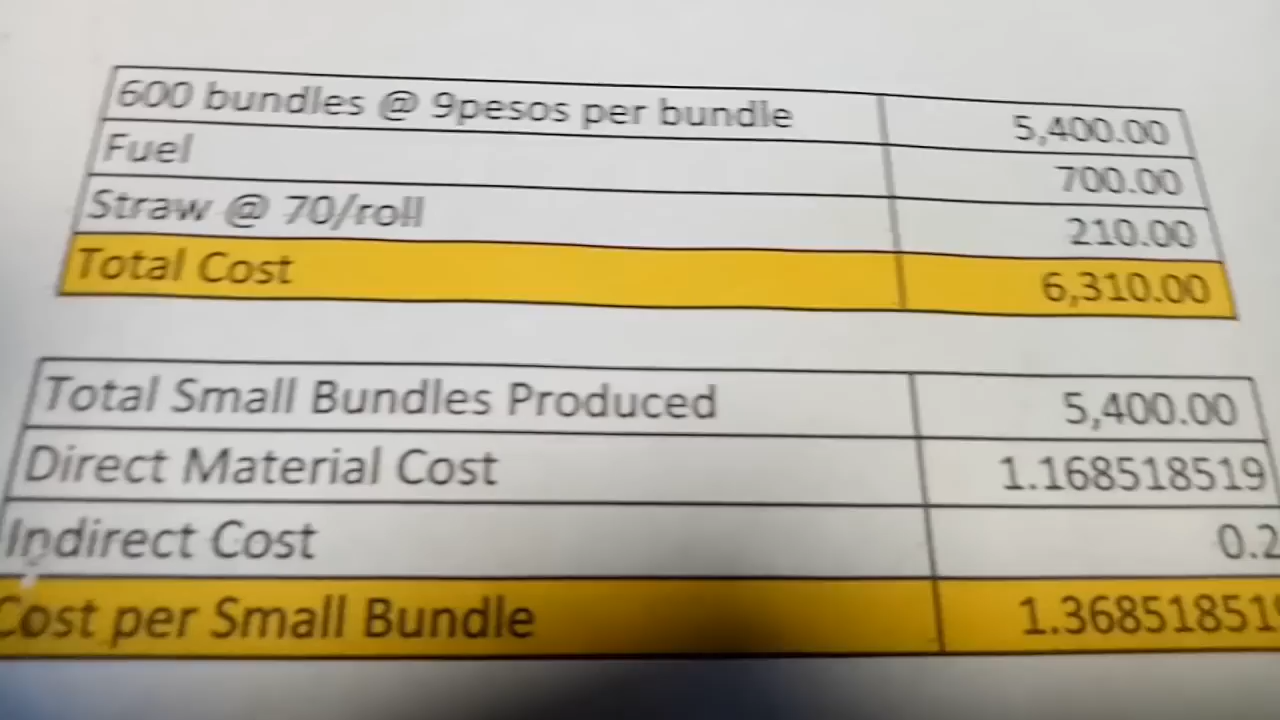 600 bundles @ 9pesos per bundle 5,400.00
Fuel 700.00
Straw @ 70/roll 210.00
Total Cost 6,310.00
Total Small Bundles Produced 5,400.00
Direct Material Cost 1.168518519
Indirect Cost 0.2
Cost per Small Bundle 1.368518519